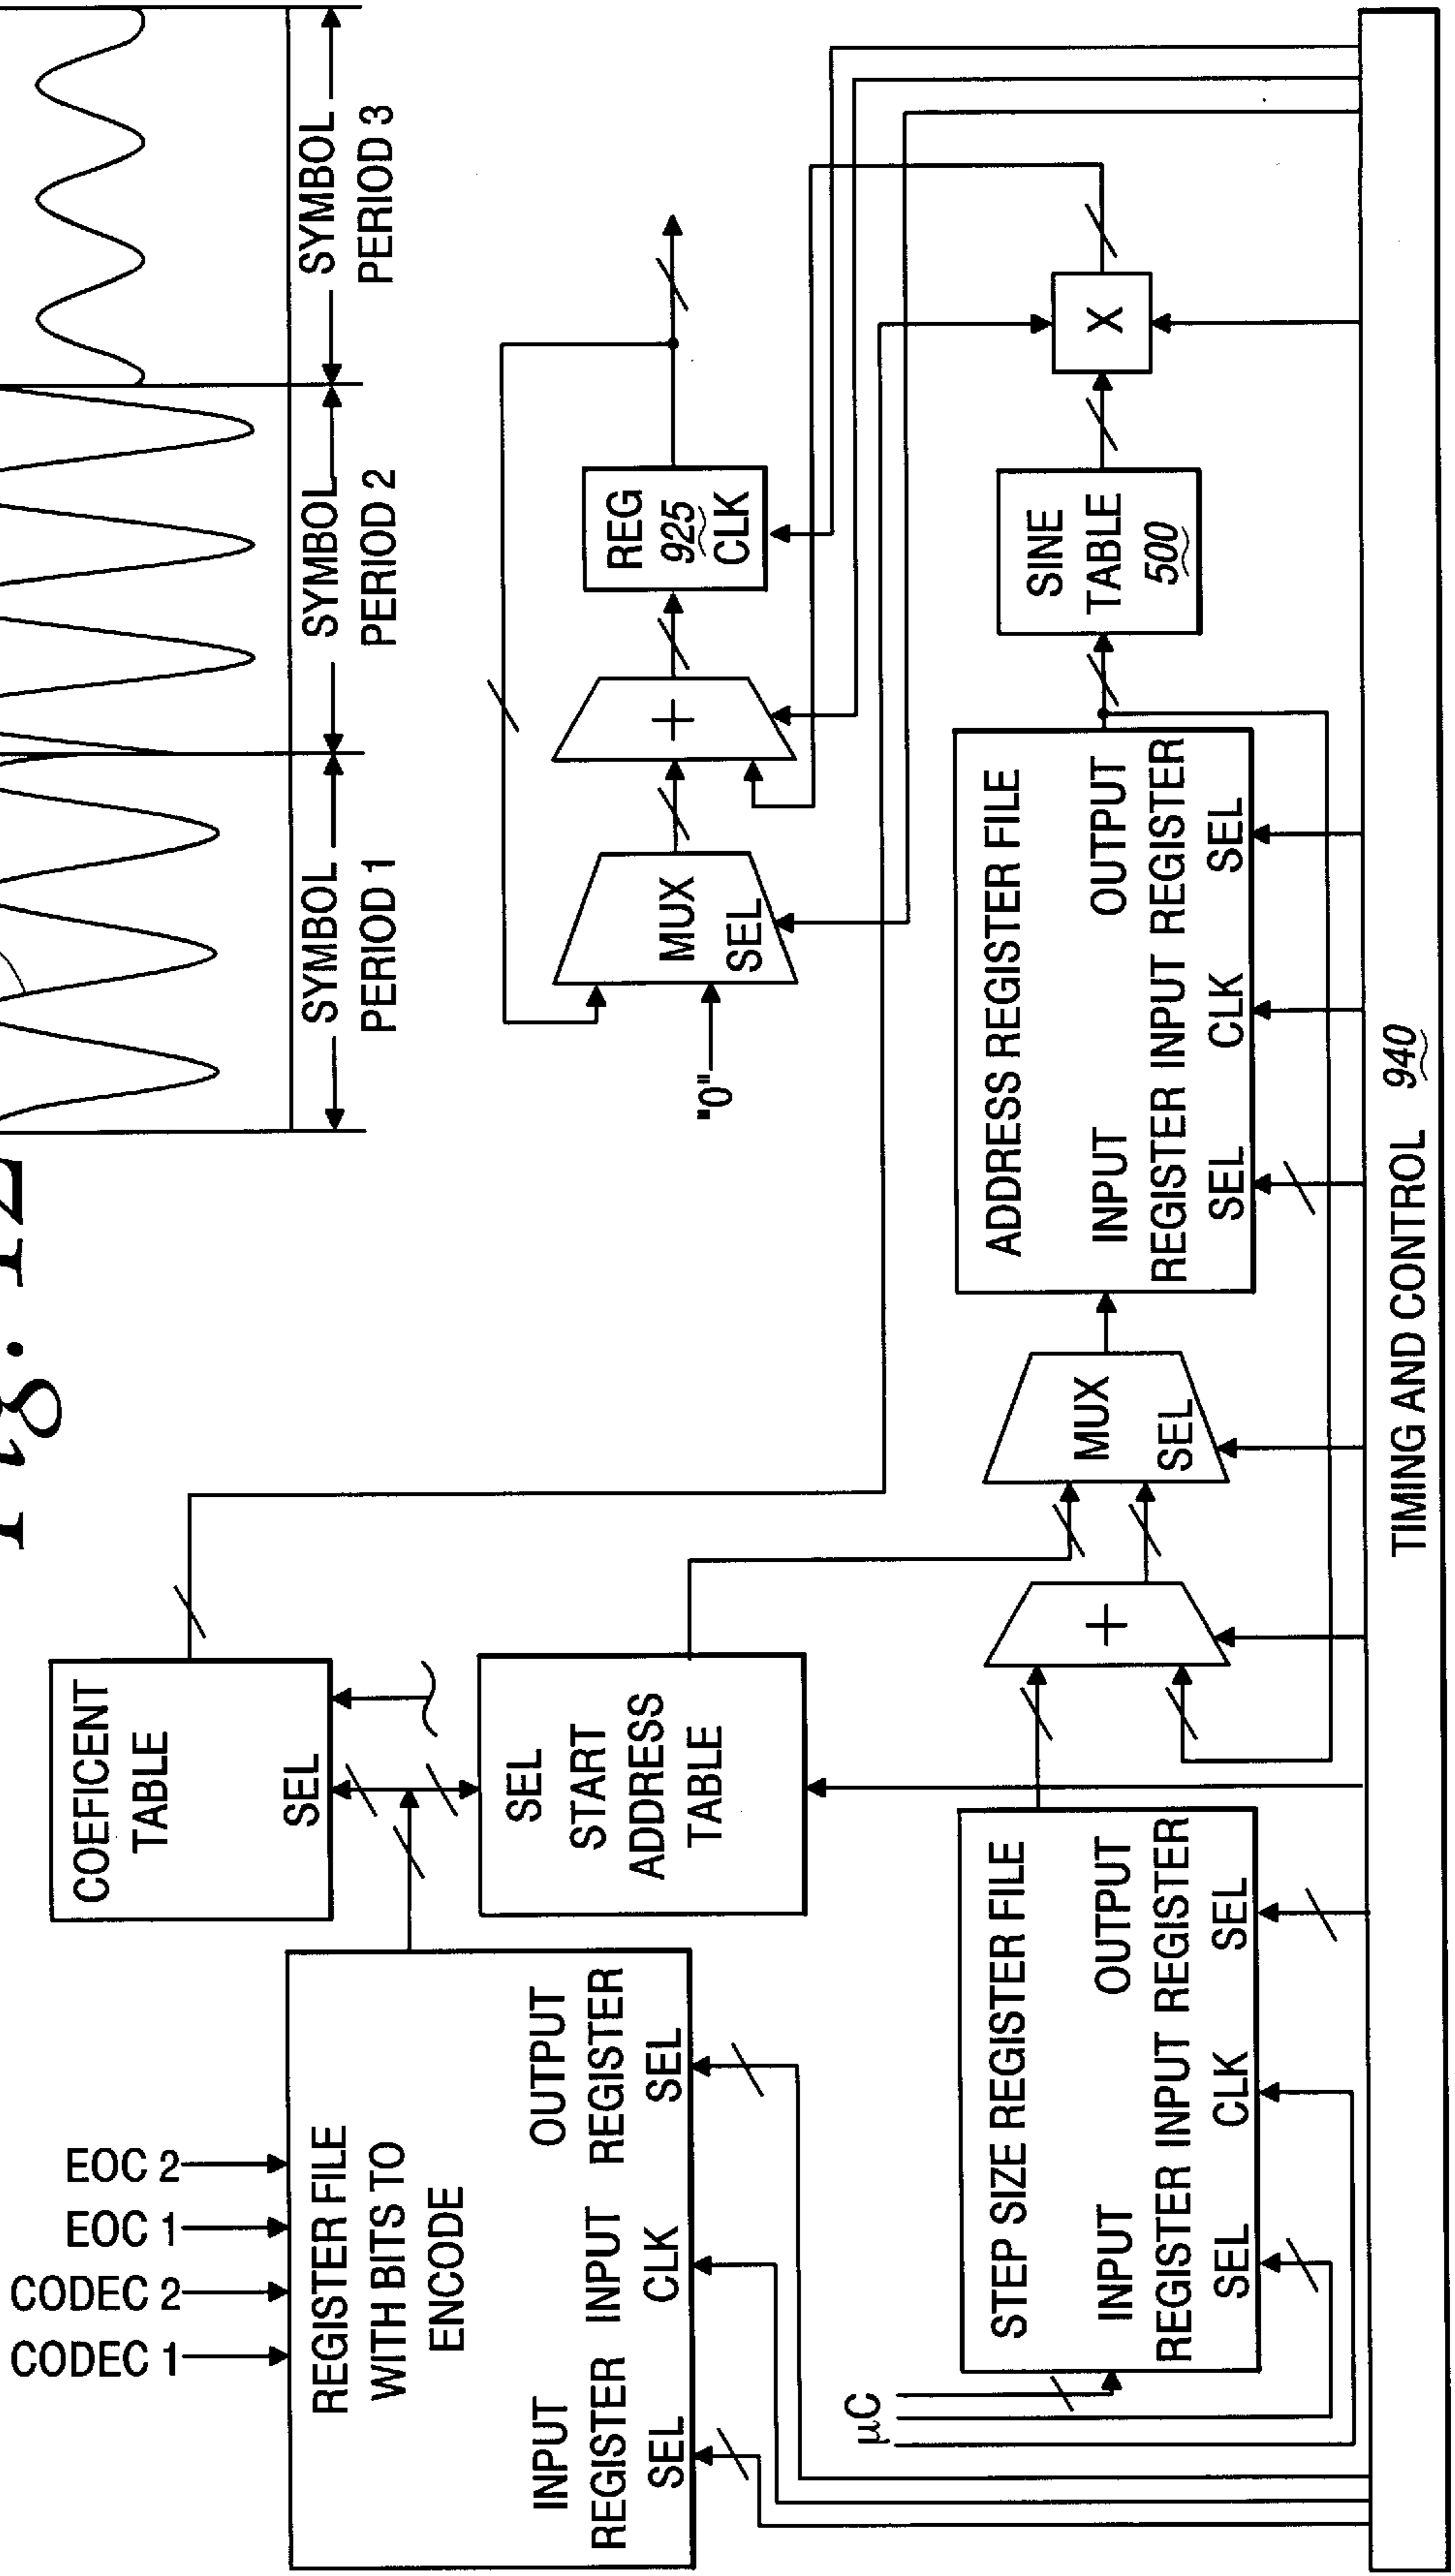 Fig. 12
SYMBOL
PERIOD 1
SYMBOL
PERIOD 2
SYMBOL
PERIOD 3
EOC 2
EOC 1
CODEC 2
CODEC 1
REGISTER FILE
WITH BITS TO
ENCODE
INPUT OUTPUT
REGISTER INPUT REGISTER
SEL CLK SEL
COEFICENT
TABLE
SEL
SEL
START
ADDRESS
TABLE
"0"
MUX
SEL
+
REG
925
CLK
µC
STEP SIZE REGISTER FILE
INPUT OUTPUT
REGISTER INPUT REGISTER
SEL CLK SEL
+
MUX
SEL
ADDRESS REGISTER FILE
INPUT OUTPUT
REGISTER INPUT REGISTER
SEL CLK SEL
SINE
TABLE
500
X
TIMING AND CONTROL 940